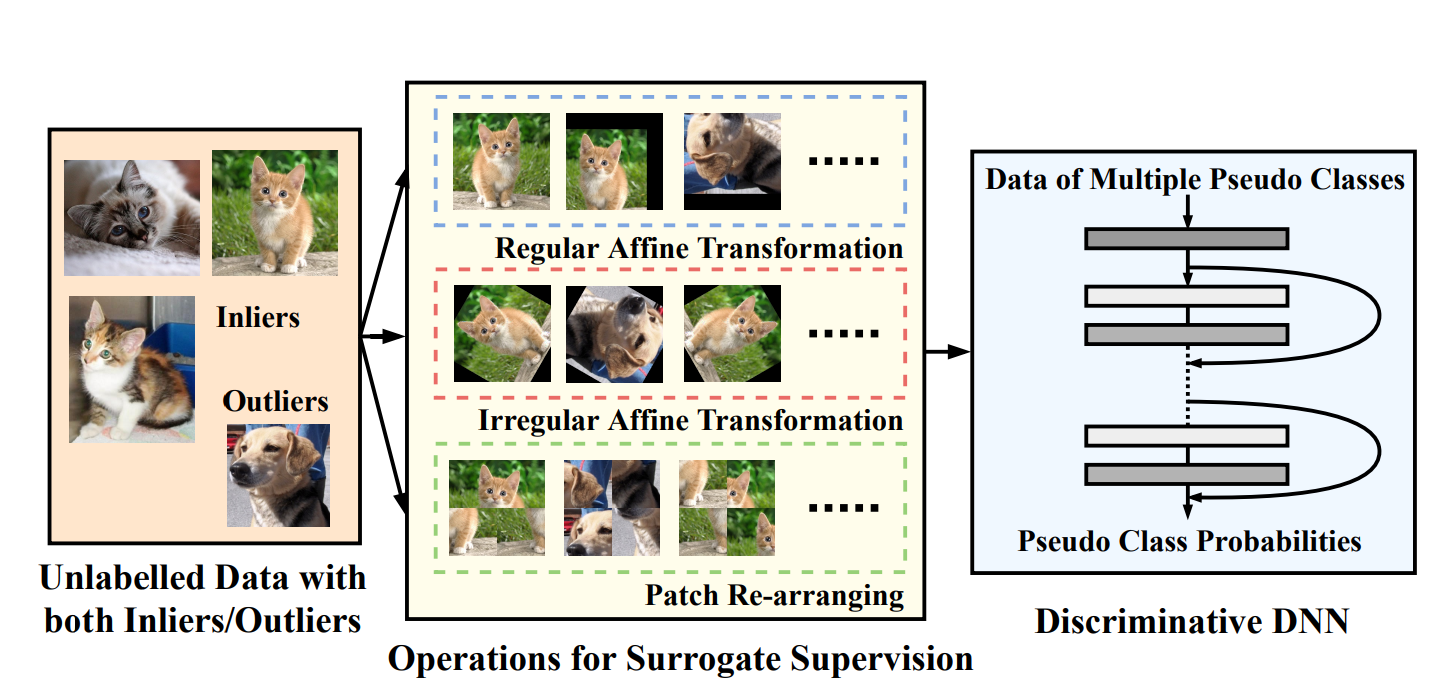 Inliers
Outliers
Unlabelled Data with
both Inliers/Outliers
Regular Affine Transformation
Irregular Affine Transformation
Patch Re-arranging
Operations for Surrogate Supervision
Data of Multiple Pseudo Classes
Pseudo Class Probabilities
Discriminative DNN